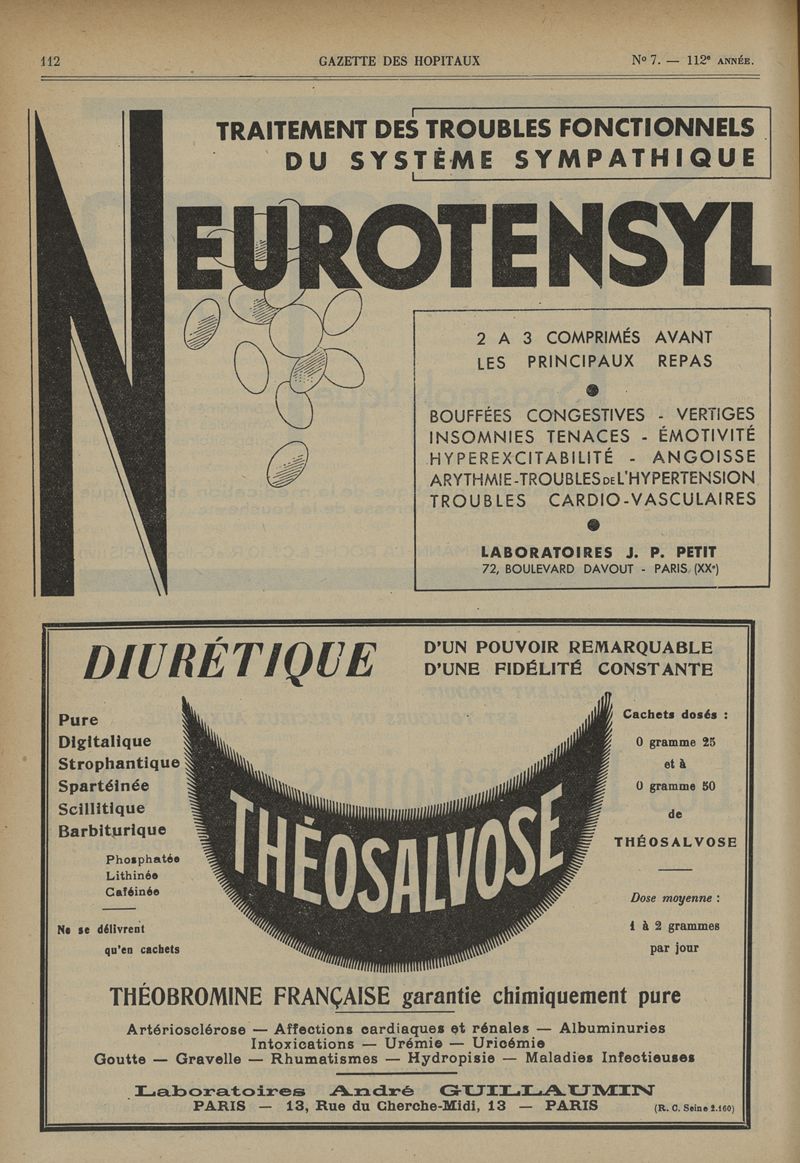 112
GAZETTE DES HOPITAUX
Nº 7. — 112e ANNÉE.
TRAITEMENT DES TROUBLES FONCTIONNELS
DU SYSTÈME SYMPATHIQUE
NEUROTENSYL
2 A 3 COMPRIMÉS AVANT
LES PRINCIPAUX REPAS
BOUFFÉES CONGESTIVES - VERTIGES
INSOMNIES TENACES - ÉMOTIVITÉ
HYPEREXCITABILITÉ - ANGOISSE
ARYTHMIE-TROUBLES DE L'HYPERTENSION
TROUBLES CARDIO-VASCULAIRES
LABORATOIRES J. P. PETIT
72, BOULEVARD DAVOUT - PARIS (XXe)
DIURÉTIQUE
D'UN POUVOIR REMARQUABLE
D'UNE FIDÉLITÉ CONSTANTE
Pure
Digitalique
Strophantique
Spartéinée
Scillitique
Barbiturique
Phosphatée
Lithinée
Caféinée
Ne se délivrent
qu'en cachets
THÉOSALVOSE
Cachets dosés :
0 gramme 25
et à
0 gramme 50
de
THÉOSALVOSE
Dose moyenne :
1 à 2 grammes
par jour
THÉOBROMINE FRANÇAISE garantie chimiquement pure
Artériosclérose — Affections cardiaques et rénales — Albuminuries
Intoxications — Urémie — Uricémie
Goutte — Gravelle — Rhumatismes — Hydropisie — Maladies Infectieuses
Laboratoires André GUILLAUMIN
PARIS — 13, Rue du Cherche-Midi, 13 — PARIS
(R. C. Seine 2.160)